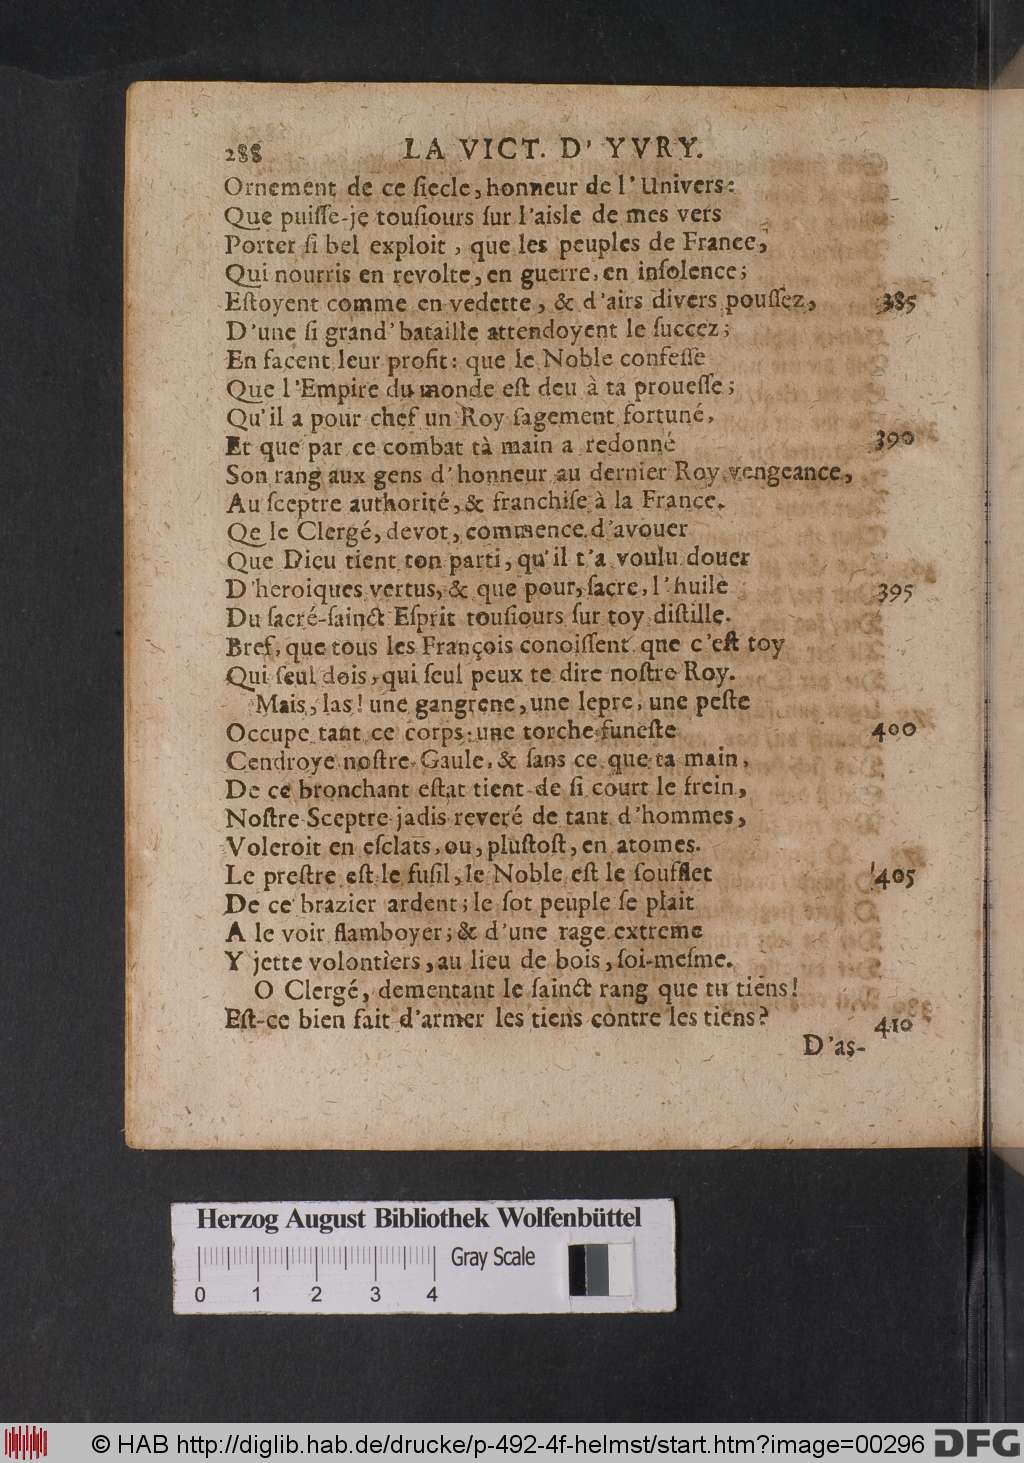 288 LA VICT. D' YVRY.
Ornement de ce ſiecle, honneur de l'Univers:
Que puiſſe-je touſiours ſur l'aisle de mes vers
Porter ſi bel exploit, que les peuples de France,
Qui nourris en revolte, en guerre, en inſolence;
Eſtoyent comme en vedette, & d'airs divers pouſſez, 385
D'une ſi grand' bataille attendoyent le ſuccez;
En facent leur profit: que le Noble confeſſe
Que l'Empire du monde eſt deu à ta proueſſe;
Qu'il a pour chef un Roy ſagement fortuné,
Et que par ce combat tà main a redonné 390
Son rang aux gens d'honneur au dernier Roy vengeance,
Au ſceptre authorité, & franchiſe à la France.
Qe le Clergé, devot, commence d'avouer
Que Dieu tient ton parti, qu'il t'a voulu douer
D'heroiques vertus, & que pour, ſacre, l'huile 395
Du ſacré-ſainct Eſprit touſiours ſur toy diſtille.
Bref, que tous les François conoiſſent qne c'eſt toy
Qui ſeul dois, qui ſeul peux te dire noſtre Roy.
Mais, las! une gangrene, une lepre, une peſte
Occupe tant ce corps: une torche funeſte 400
Cendroye noſtre Gaule, & ſans ce que ta main,
De ce bronchant eſtat tient de ſi court le frein,
Noſtre Sceptre jadis reveré de tant d'hommes,
Voleroit en eſclats, ou, pluſtoſt, en atomes.
Le preſtre eſt le fuſil, le Noble eſt le ſoufflet 405
De ce brazier ardent; le ſot peuple ſe plait
A le voir flamboyer; & d'une rage extreme
Y jette volontiers, au lieu de bois, ſoi-meſme.
O Clergé, dementant le ſainct rang que tu tiens!
Eſt-ce bien fait d'armer les tiens contre les tiens? 410
D'aſ-
Herzog August Bibliothek Wolfenbüttel
Gray Scale
0 1 2 3 4
© HAB http://diglib.hab.de/drucke/p-492-4f-helmst/start.htm?image=00296 DFG